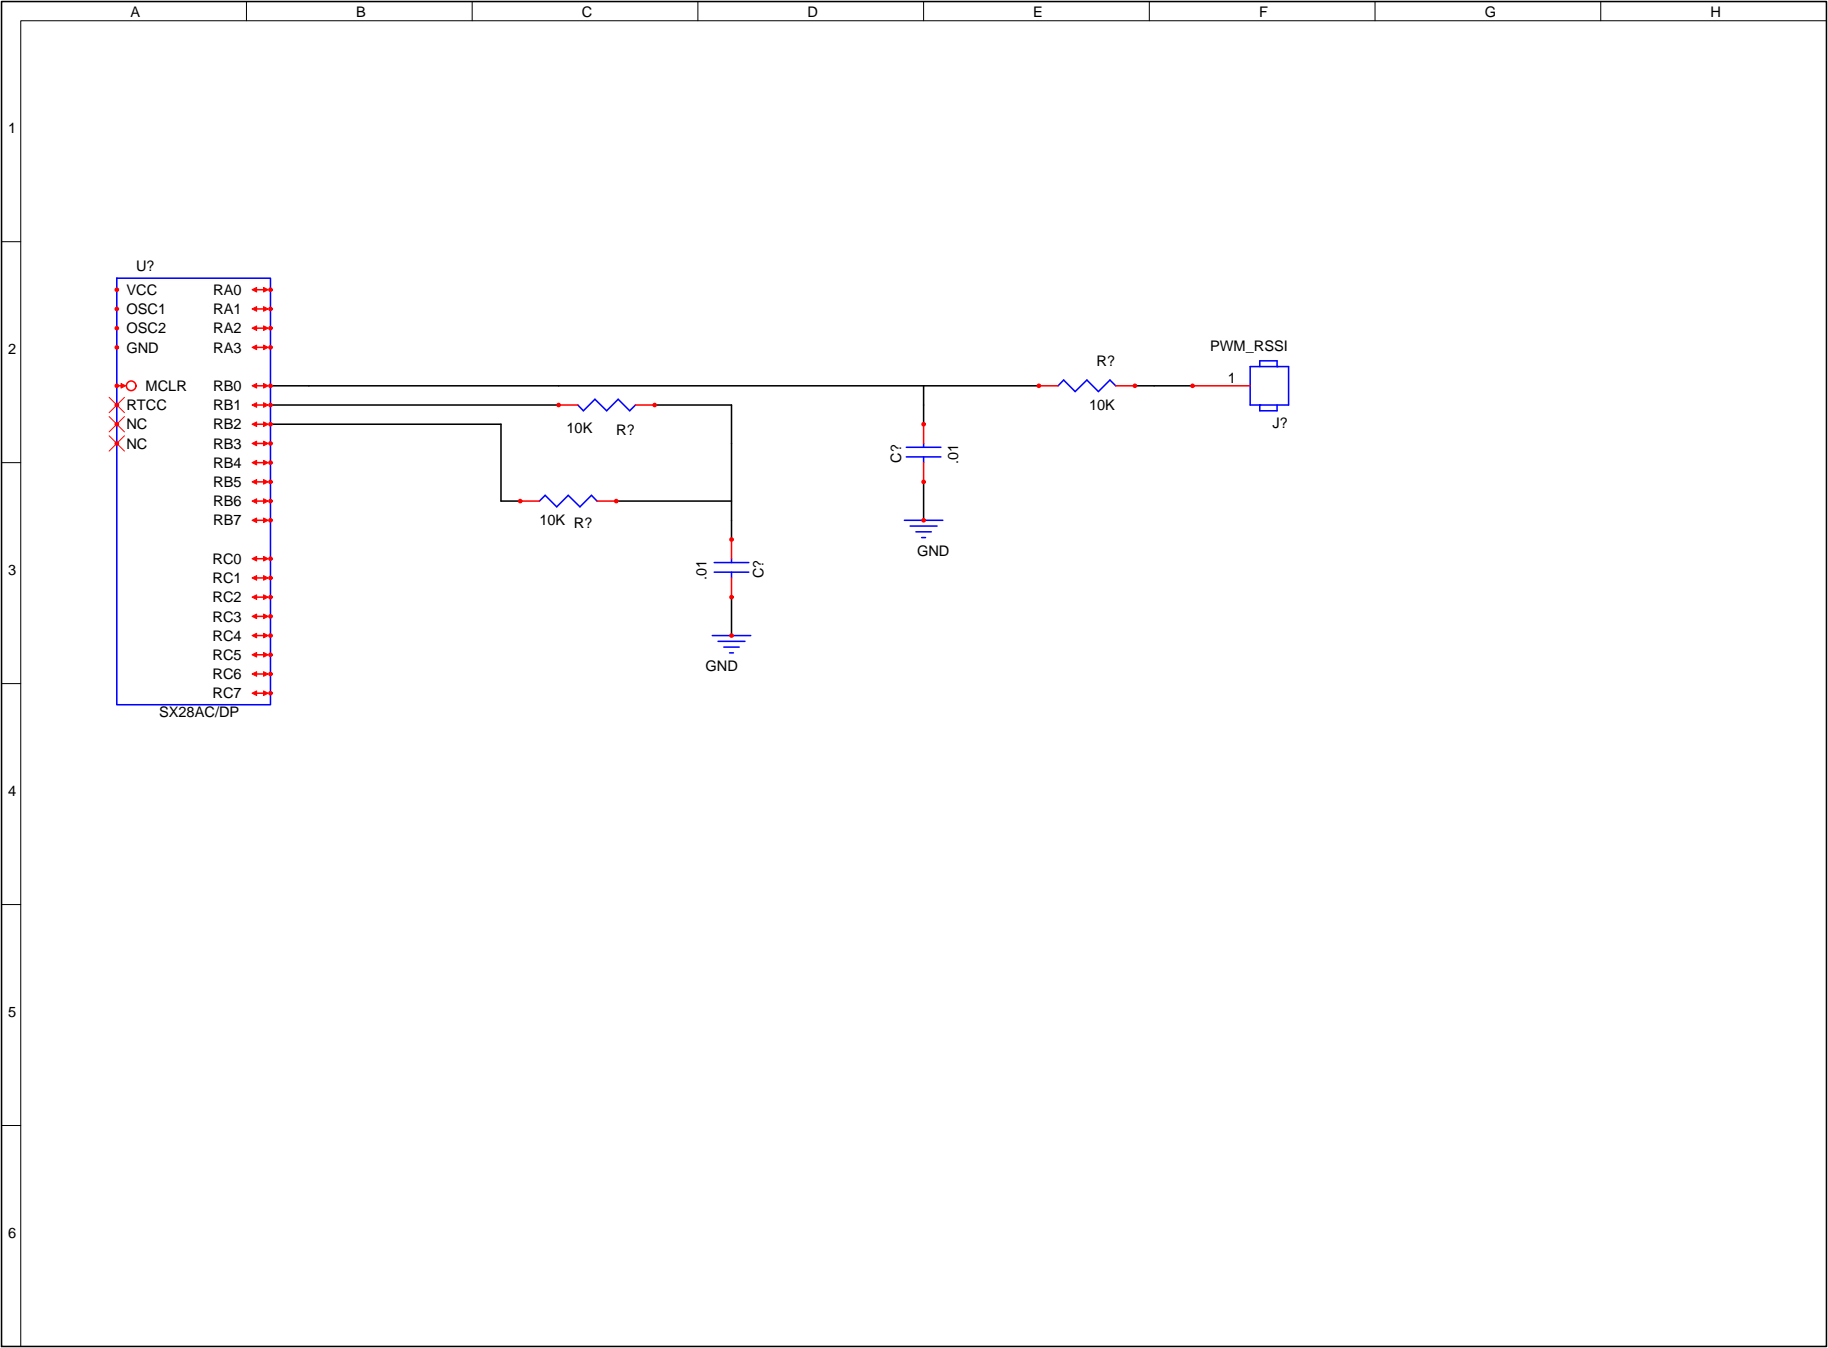 A B C D E F G H
1
2
3
4
5
6
U?
VCC RA0
OSC1 RA1
OSC2 RA2
GND RA3
MCLR RB0
RTCC RB1
NC RB2
NC RB3
RB4
RB5
RB6
RB7
RC0
RC1
RC2
RC3
RC4
RC5
RC6
RC7
SX28AC/DP
10K R?
10K R?
.01 C?
GND
C? .01
GND
R?
10K
PWM_RSSI
1
J?